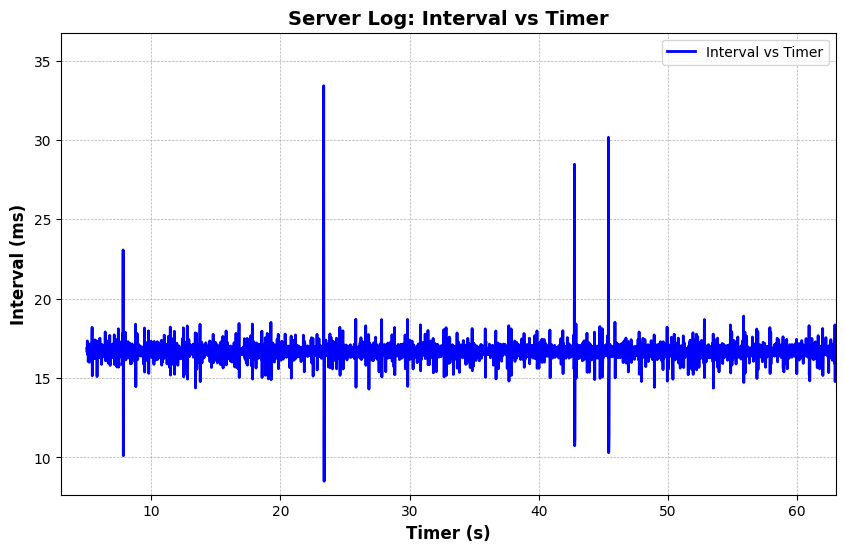 Server Log: Interval vs Timer
Interval vs Timer
35
30
25
20
15
10
Interval (ms)
10 20 30 40 50 60
Timer (s)